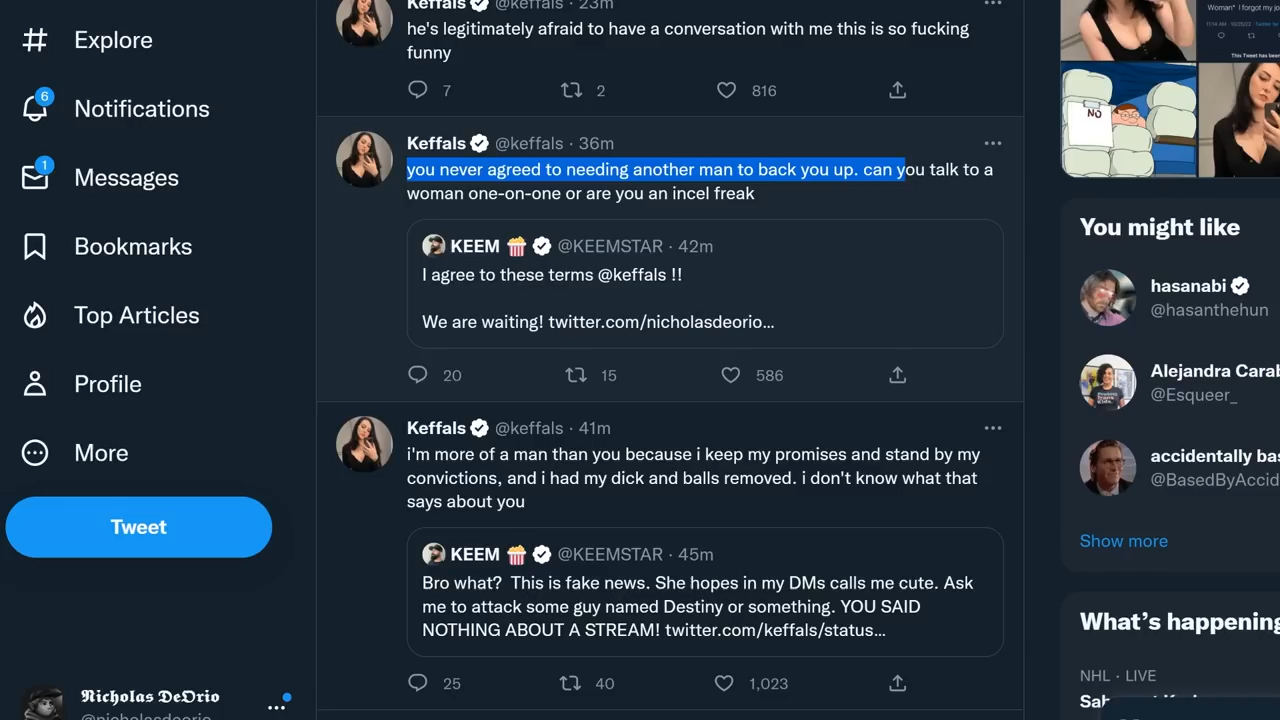 Explore
6
Notifications
1
Messages
Bookmarks
Top Articles
Profile
More
Tweet
Nicholas DeOrio
@nicholasdeorio
Keffals @keffals · 23m
he's legitimately afraid to have a conversation with me this is so fucking
funny
7 2 816
Keffals @keffals · 36m
you never agreed to needing another man to back you up. can you talk to a
woman one-on-one or are you an incel freak
KEEM 🍿 @KEEMSTAR · 42m
I agree to these terms @keffals !!
We are waiting! twitter.com/nicholasdeorio...
20 15 586
Keffals @keffals · 41m
i'm more of a man than you because i keep my promises and stand by my
convictions, and i had my dick and balls removed. i don't know what that
says about you
KEEM 🍿 @KEEMSTAR · 45m
Bro what? This is fake news. She hopes in my DMs calls me cute. Ask
me to attack some guy named Destiny or something. YOU SAID
NOTHING ABOUT A STREAM! twitter.com/keffals/status...
25 40 1,023
Woman* I forgot my jo
This Tweet has bee
NO
You might like
hasanabi
@hasanthehun
Alejandra Carab
@Esqueer_
accidentally ba
@BasedByAccid
Show more
What's happening
NHL · LIVE